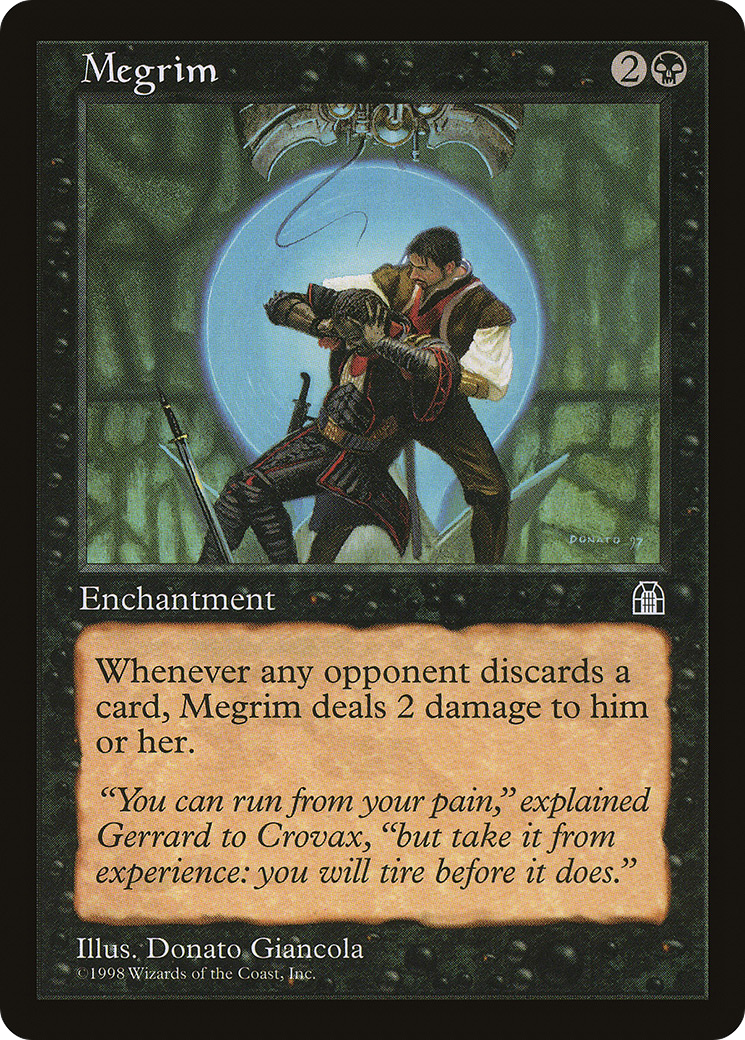 Megrim
2
DONATO 97
Enchantment
Whenever any opponent discards a
card, Megrim deals 2 damage to him
or her.
“You can run from your pain,” explained
Gerrard to Crovax, “but take it from
experience: you will tire before it does.”
Illus. Donato Giancola
©1998 Wizards of the Coast, Inc.